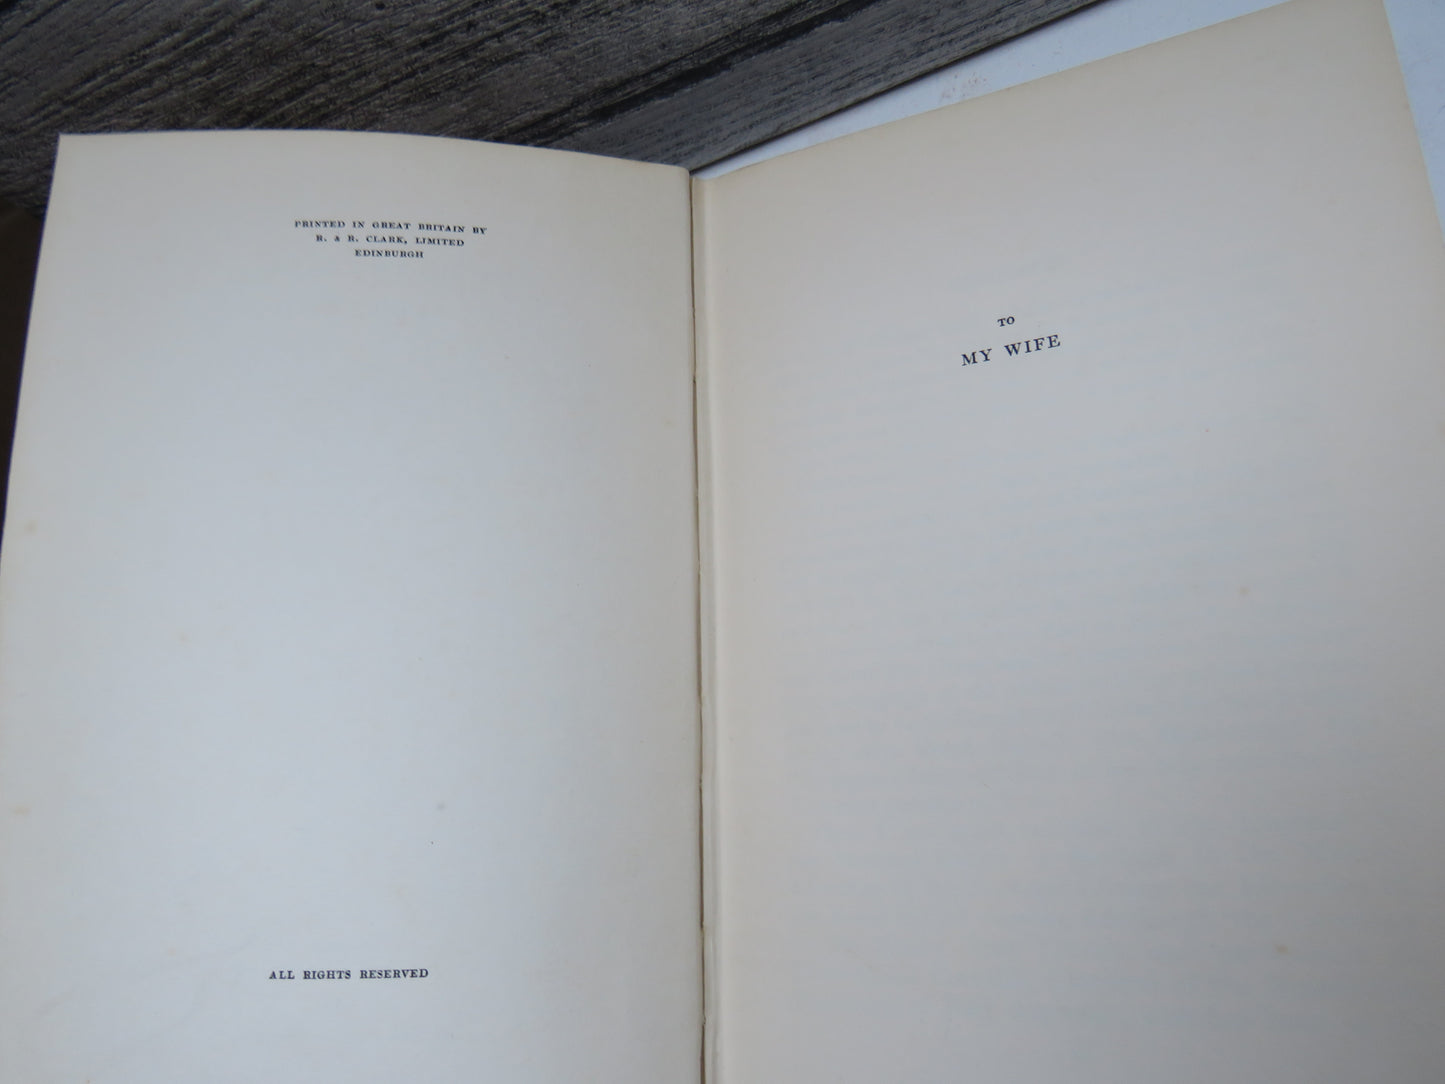 PRINTED IN GREAT BRITAIN BY
R. & R. CLARK, LIMITED
EDINBURGH
ALL RIGHTS RESERVED
TO
MY WIFE